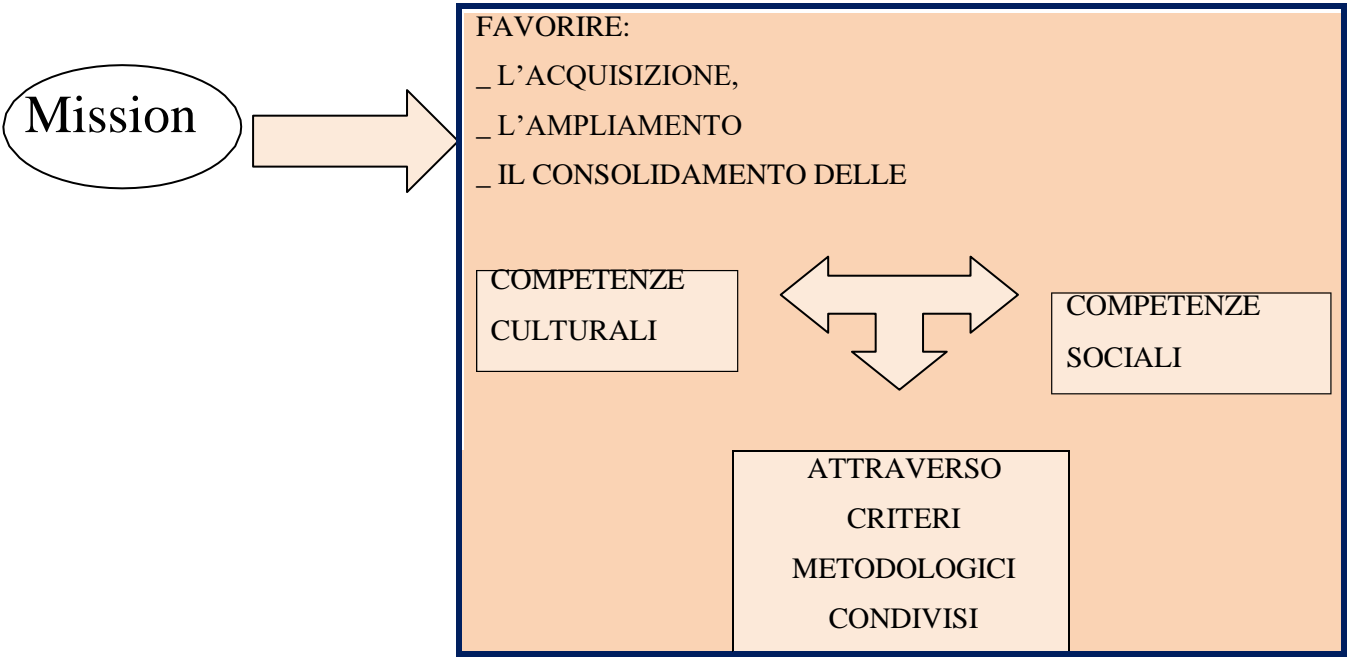 Mission
FAVORIRE:
_ L’ACQUISIZIONE,
_ L’AMPLIAMENTO
_ IL CONSOLIDAMENTO DELLE
COMPETENZE
CULTURALI
COMPETENZE
SOCIALI
ATTRAVERSO
CRITERI
METODOLOGICI
CONDIVISI